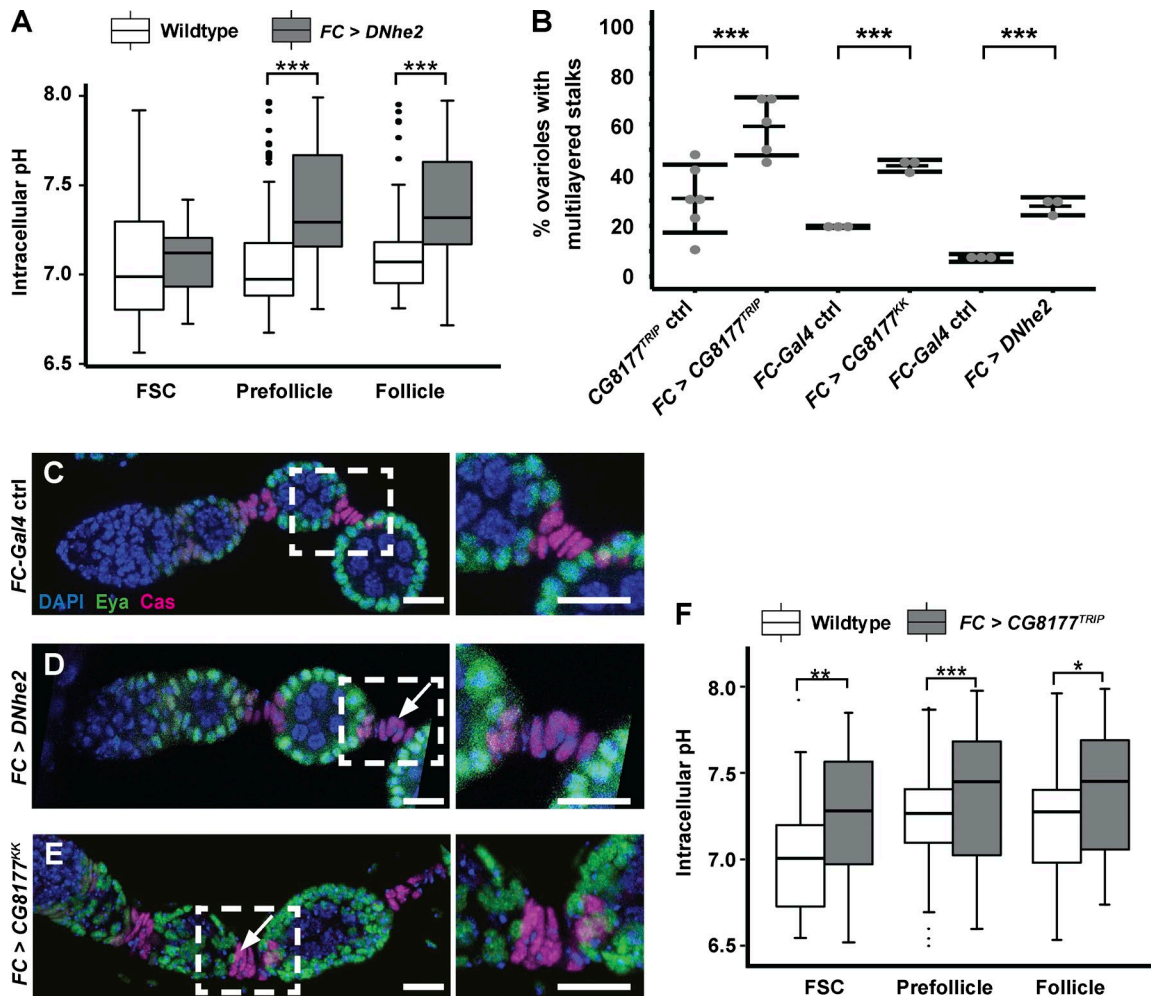 A
Wildtype
FC > DNhe2
***
***
Intracellular pH
8.0
7.5
7.0
6.5
FSC
Prefollicle
Follicle
B
% ovarioles with
multilayered stalks
100
80
60
40
20
0
***
***
***
CG8177TRIP ctrl
FC > CG8177TRIP
FC-Gal4 ctrl
FC > CG8177KK
FC-Gal4 ctrl
FC > DNhe2
C
FC-Gal4 ctrl
DAPI Eya Cas
D
FC > DNhe2
E
FC > CG8177KK
F
Wildtype
FC > CG8177TRIP
**
***
*
Intracellular pH
8.0
7.5
7.0
6.5
FSC
Prefollicle
Follicle